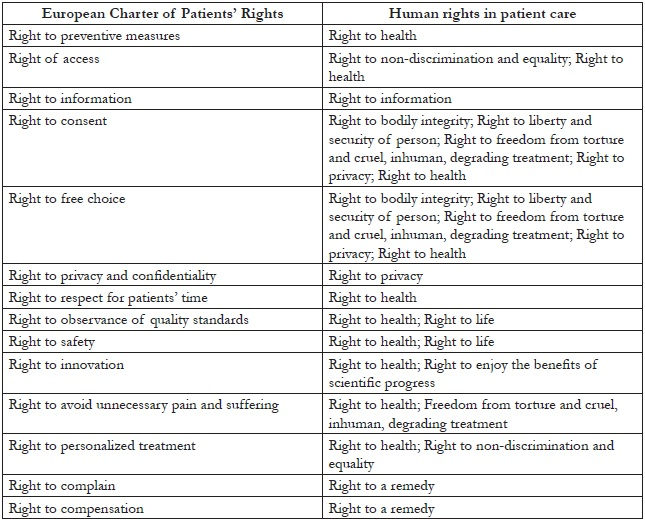 European Charter of Patients' Rights Human rights in patient care
Right to preventive measures Right to health
Right of access Right to non-discrimination and equality; Right to
health
Right to information Right to information
Right to consent Right to bodily integrity; Right to liberty and
security of person; Right to freedom from torture
and cruel, inhuman, degrading treatment; Right to
privacy; Right to health
Right to free choice Right to bodily integrity; Right to liberty and
security of person; Right to freedom from torture
and cruel, inhuman, degrading treatment; Right to
privacy; Right to health
Right to privacy and confidentiality Right to privacy
Right to respect for patients' time Right to health
Right to observance of quality standards Right to health; Right to life
Right to safety Right to health; Right to life
Right to innovation Right to health; Right to enjoy the benefits of
scientific progress
Right to avoid unnecessary pain and suffering Right to health; Freedom from torture and cruel,
inhuman, degrading treatment
Right to personalized treatment Right to health; Right to non-discrimination and
equality
Right to complain Right to a remedy
Right to compensation Right to a remedy